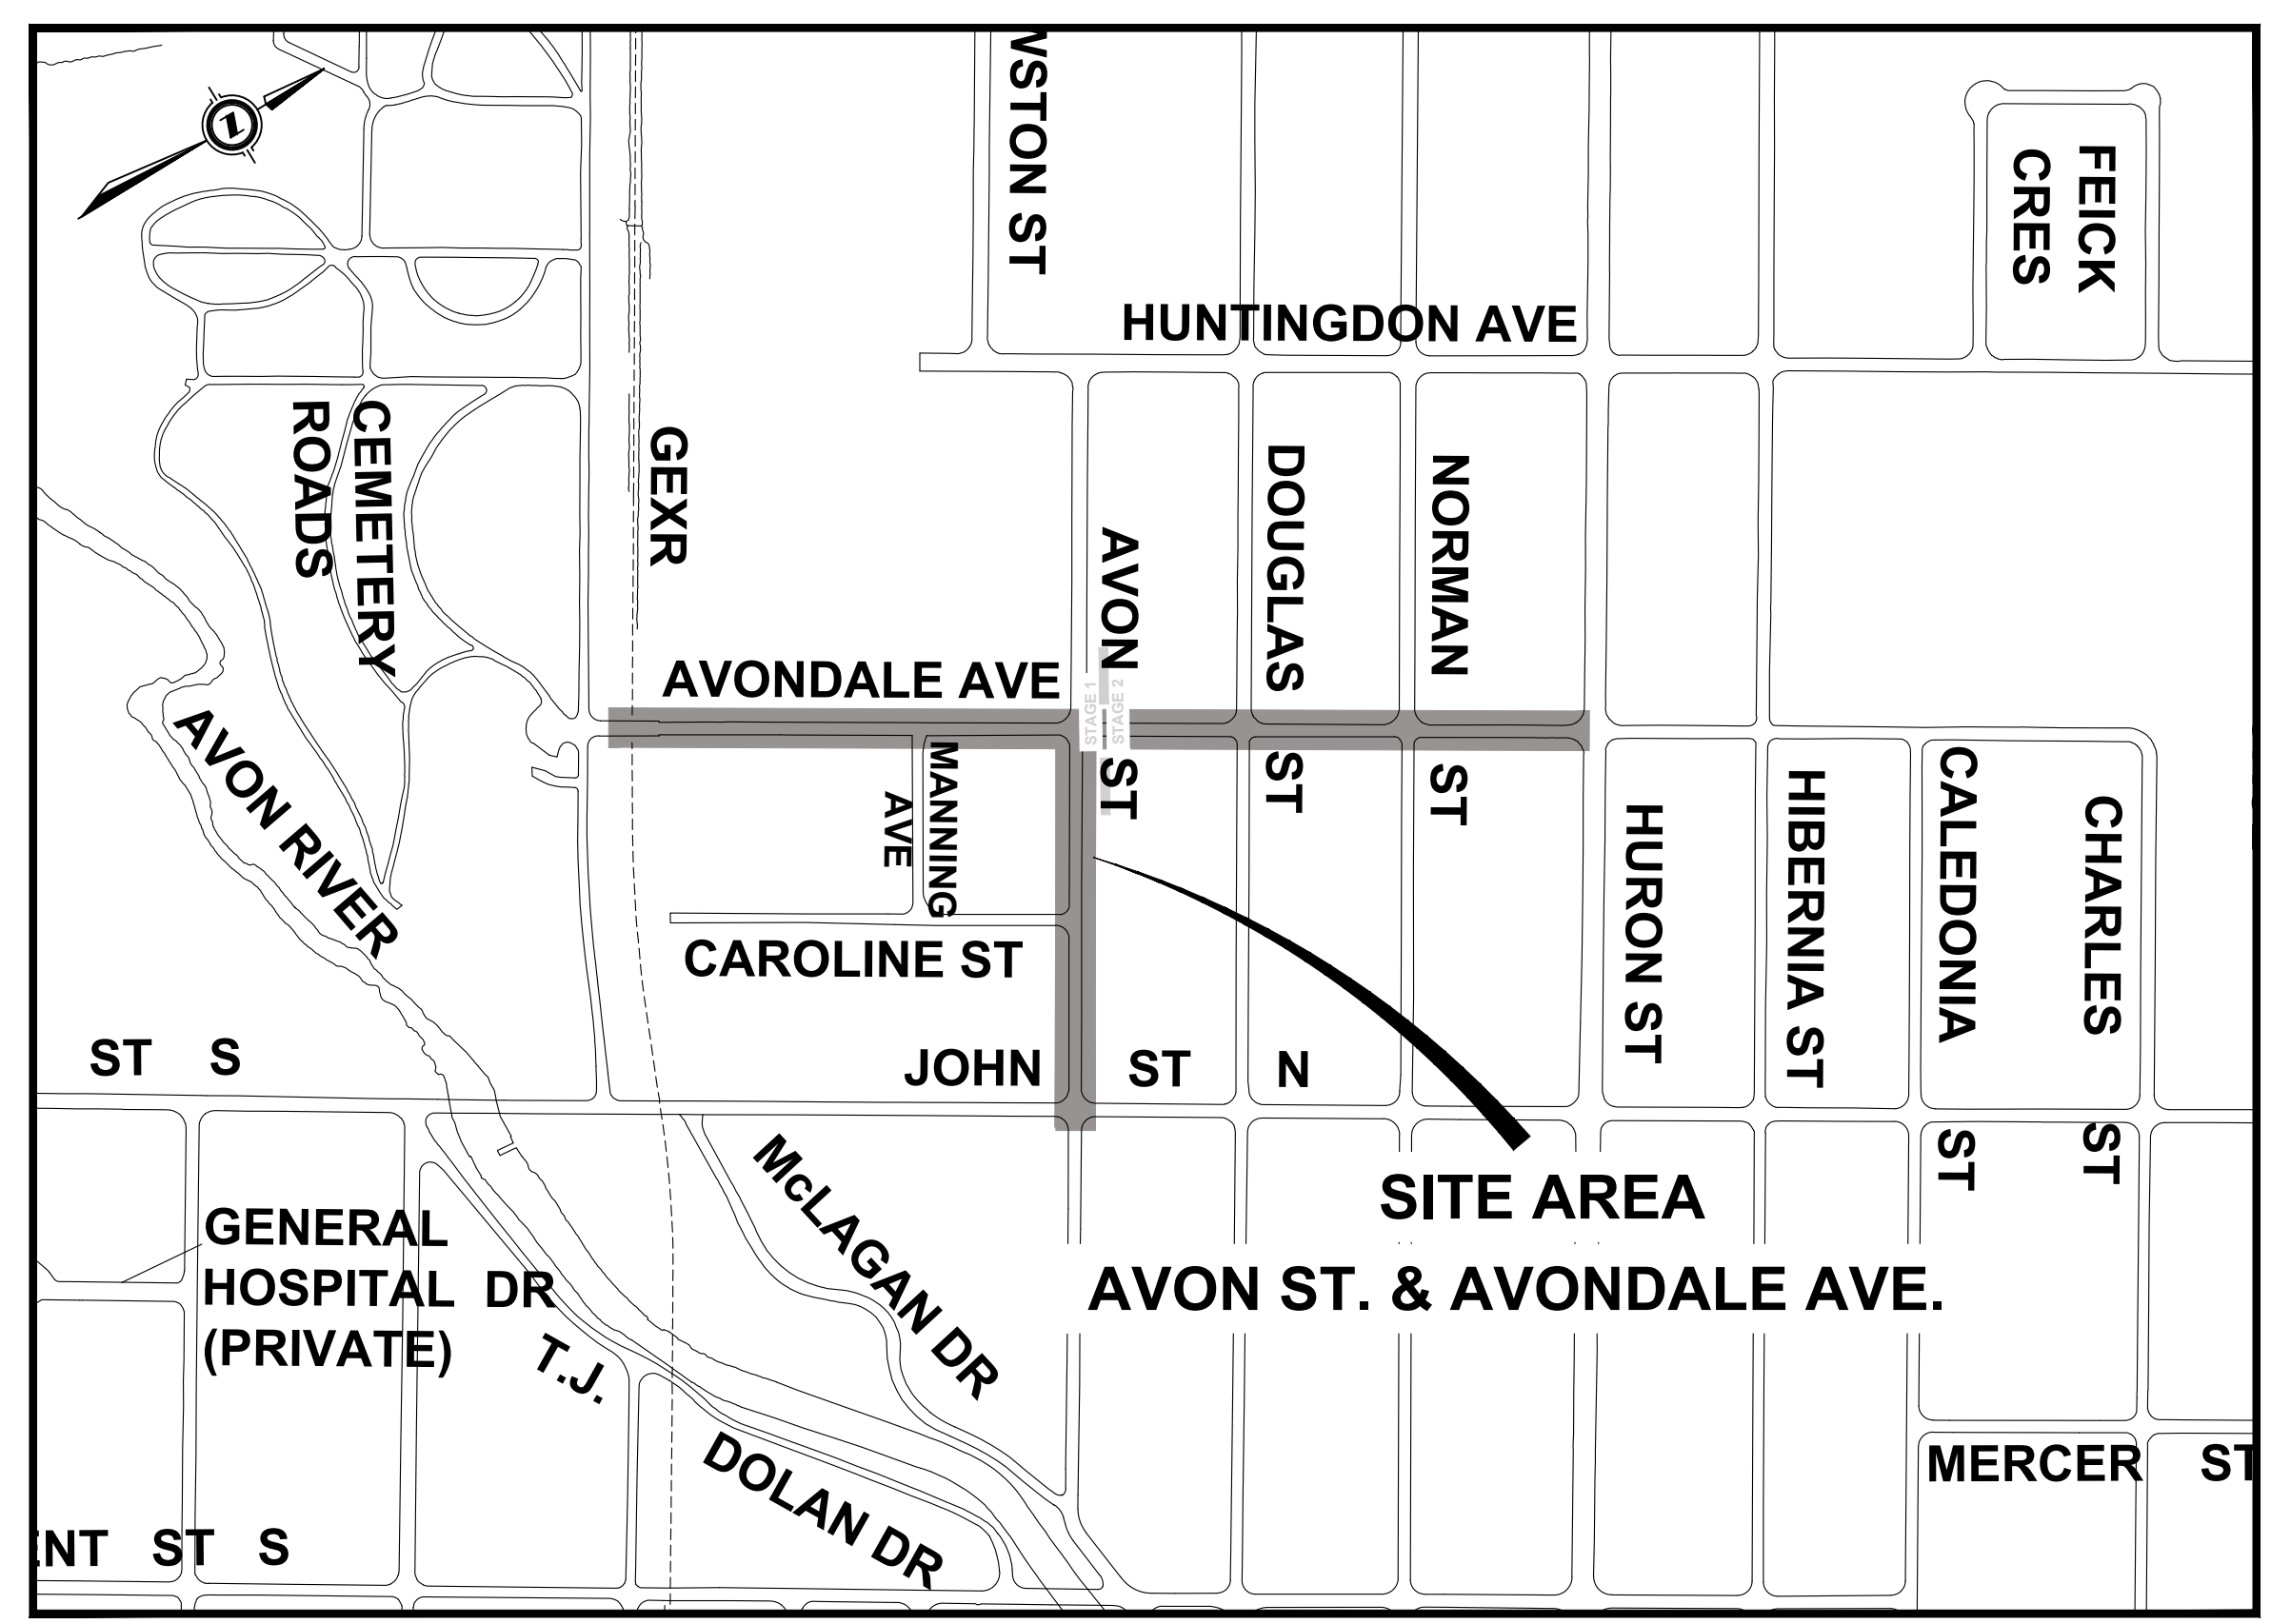 Z
WSTON ST
FEICK
CRES
HUNTINGDON AVE
CEMETERY
ROADS
GEXR
AVON ST
DOUGLAS ST
NORMAN ST
AVONDALE AVE
STAGE 1
STAGE 2
AVON RIVER
MANNING
AVE
HURON ST
HIBERNIA ST
CALEDONIA ST
CHARLES ST
CAROLINE ST
ST S
JOHN ST N
McLAGAN DR
SITE AREA
AVON ST. & AVONDALE AVE.
GENERAL
HOSPITAL DR
(PRIVATE)
T.J.
DOLAN DR
MERCER ST
ENT ST S